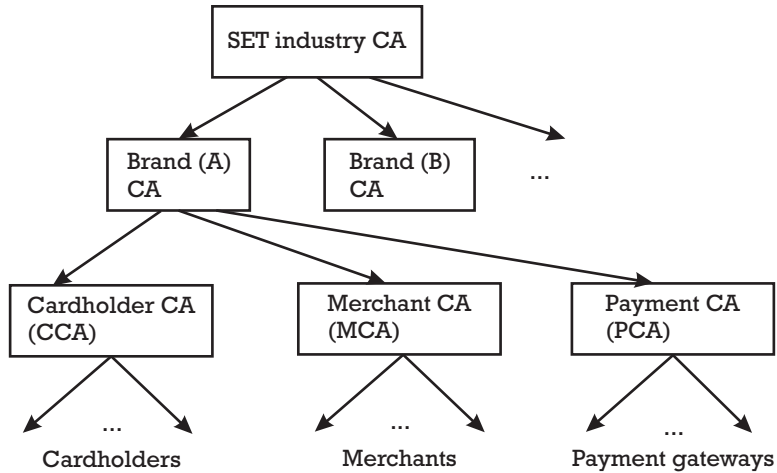 SET industry CA
Brand (A)
CA
Brand (B)
CA
...
Cardholder CA
(CCA)
Merchant CA
(MCA)
Payment CA
(PCA)
...
...
...
Cardholders
Merchants
Payment gateways